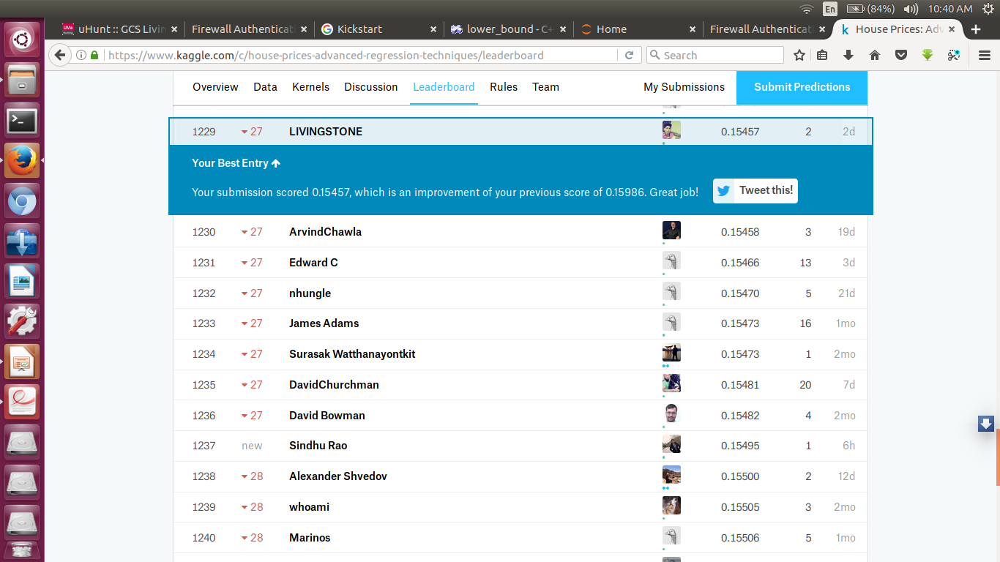 En (84%) 10:40 AM
UVa uHunt :: GCS Livin Firewall Authenticati Kickstart lower_bound - C+ Home Firewall Authenticati House Prices: Adv
https://www.kaggle.com/c/house-prices-advanced-regression-techniques/leaderboard Search
Overview Data Kernels Discussion Leaderboard Rules Team My Submissions Submit Predictions
1229 27 LIVINGSTONE 0.15457 2 2d
Your Best Entry
Your submission scored 0.15457, which is an improvement of your previous score of 0.15986. Great job! Tweet this!
1230 27 ArvindChawla 0.15458 3 19d
1231 27 Edward C 0.15466 13 3d
1232 27 nhungle 0.15470 5 21d
1233 27 James Adams 0.15473 16 1mo
1234 27 Surasak Watthanayontkit 0.15473 1 2mo
1235 27 DavidChurchman 0.15481 20 7d
1236 27 David Bowman 0.15482 4 2mo
1237 new Sindhu Rao 0.15495 1 6h
1238 28 Alexander Shvedov 0.15500 2 12d
1239 28 whoami 0.15505 3 2mo
1240 28 Marinos 0.15506 5 1mo